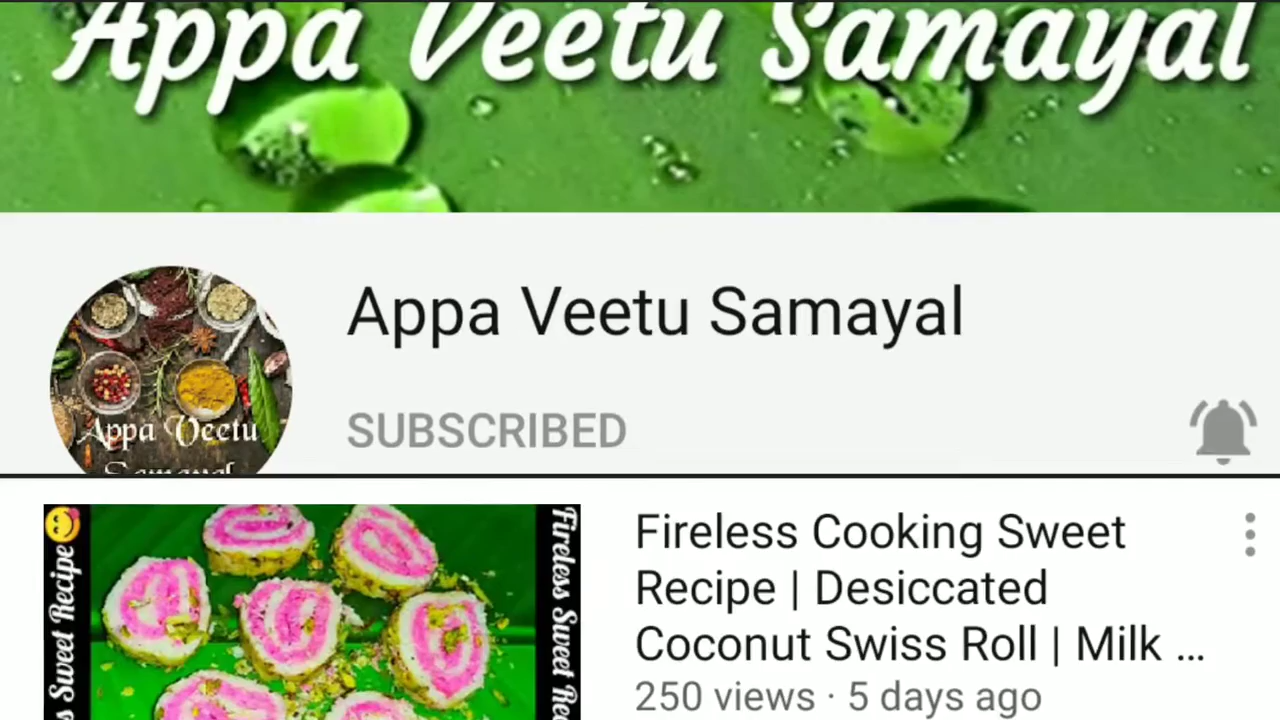 Appa Veetu Samayal
Appa Veetu Samayal
SUBSCRIBED
Appa Veetu
Samayal
Fireless Cooking Sweet
Recipe | Desiccated
Coconut Swiss Roll | Milk ...
250 views · 5 days ago
s Sweet Recipe
Fireless Sweet Rec